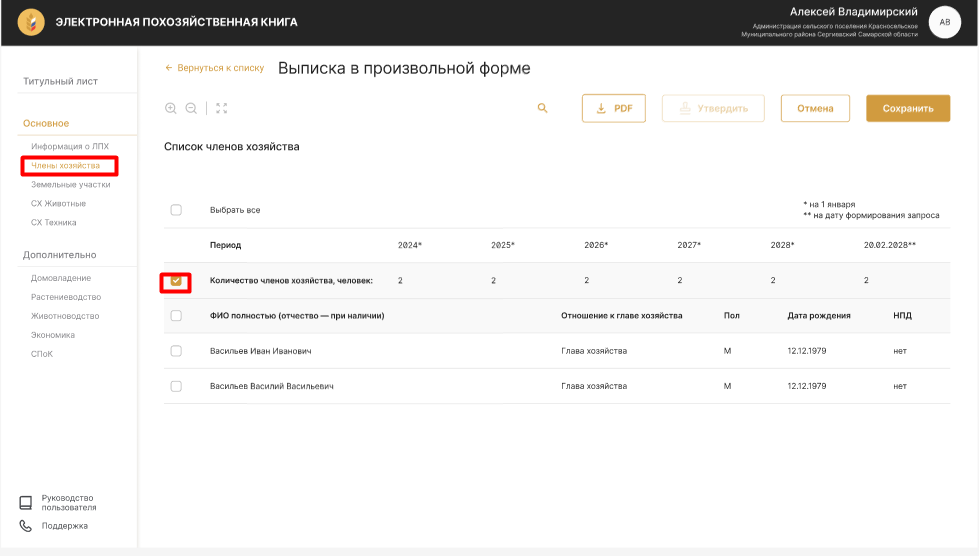 ЭЛЕКТРОННАЯ ПОХОЗЯЙСТВЕННАЯ КНИГА
Алексей Владимирский
Администрация сельского поселения Красносельское
Муниципального района Сергиевский Самарской области
АВ
Титульный лист
Основное
Информация о ЛПХ
Члены хозяйства
Земельные участки
СХ Животные
СХ Техника
Дополнительно
Домовладение
Растениеводство
Животноводство
Экономика
СПоК
Руководство
пользователя
Поддержка
← Вернуться к списку Выписка в произвольной форме
PDF Утвердить Отмена Сохранить
Список членов хозяйства
Выбрать все
* на 1 января
** на дату формирования запроса
Период 2024* 2025* 2026* 2027* 2028* 20.02.2028**
Количество членов хозяйства, человек: 2 2 2 2 2 2
ФИО полностью (отчество — при наличии) Отношение к главе хозяйства Пол Дата рождения НПД
Васильев Иван Иванович Глава хозяйства М 12.12.1979 нет
Васильев Василий Васильевич Глава хозяйства М 12.12.1979 нет